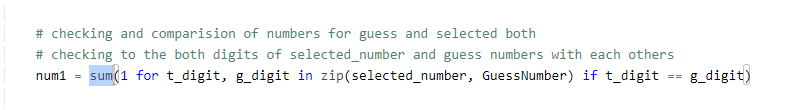 # checking and comparision of numbers for guess and selected both
# checking to the both digits of selected_number and guess numbers with each others
num1 = sum(1 for t_digit, g_digit in zip(selected_number, GuessNumber) if t_digit == g_digit)